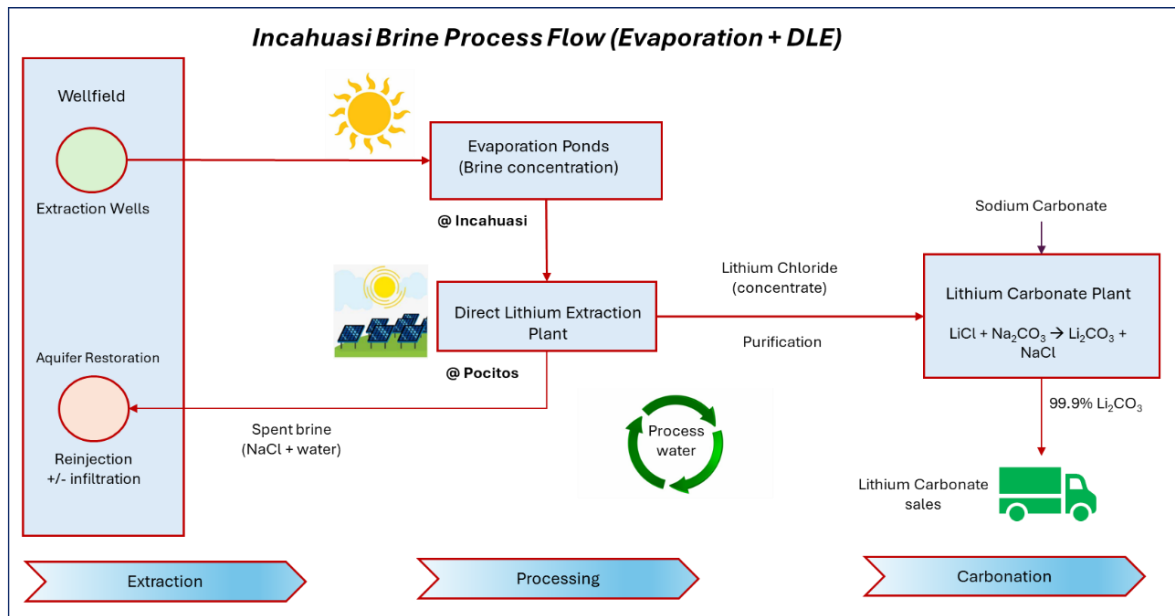 Incahuasi Brine Process Flow (Evaporation + DLE)
Wellfield
Extraction Wells
Evaporation Ponds
(Brine concentration)
@ Incahuasi
Direct Lithium Extraction
Plant
@ Pocitos
Lithium Chloride
(concentrate)
Purification
Sodium Carbonate
Lithium Carbonate Plant
LiCl + Na₂CO₃ → Li₂CO₃ +
NaCl
99.9% Li₂CO₃
Lithium Carbonate
sales
Aquifer Restoration
Reinjection
+/- infiltration
Spent brine
(NaCl + water)
Process
water
Extraction
Processing
Carbonation